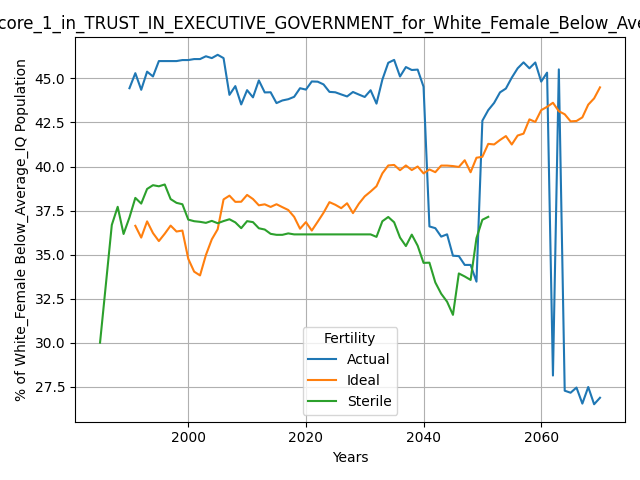 core_1_in_TRUST_IN_EXECUTIVE_GOVERNMENT_for_White_Female_Below_Ave
% of White_Female Below_Average_IQ Population
45.0
42.5
40.0
37.5
35.0
32.5
30.0
27.5
Fertility
Actual
Ideal
Sterile
2000
2020
2040
2060
Years